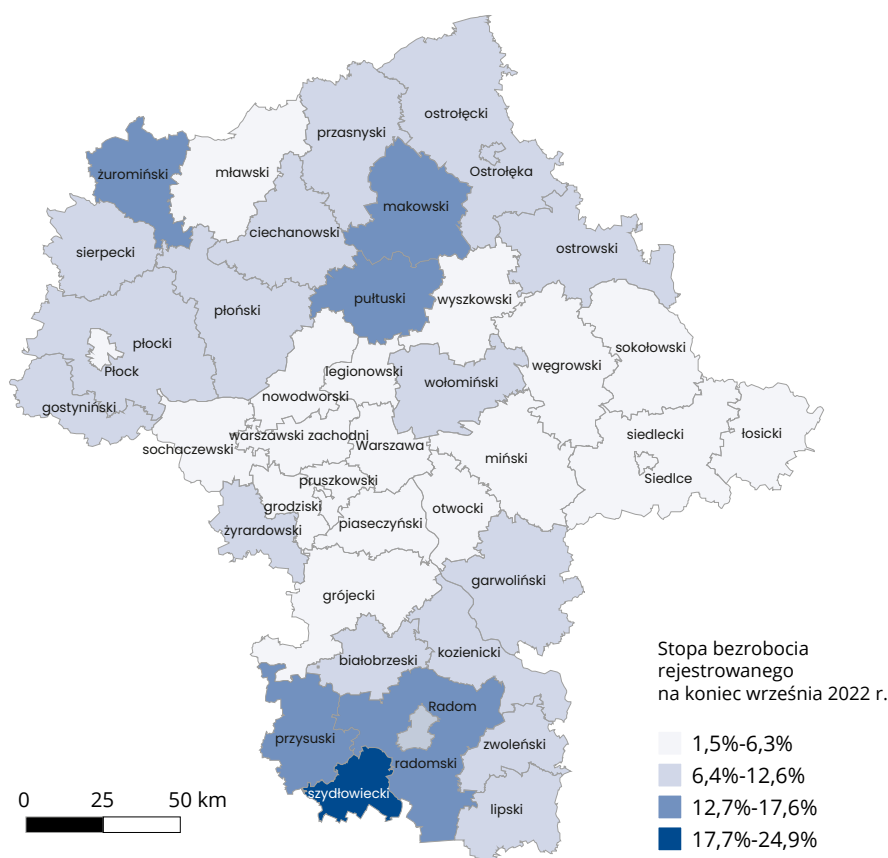 ostrołęcki
przasnyski
żuromiński
mławski
Ostrołęka
makowski
ciechanowski
sierpecki
ostrowski
pułtuski
wyszkowski
płoński
płocki
sokołowski
węgrowski
Płock
legionowski
wołomiński
nowodworski
gostyniński
warszawski zachodni
siedlecki
łosicki
sochaczewski
Warszawa
miński
Siedlce
pruszkowski
grodziski
otwocki
piaseczyński
żyrardowski
garwoliński
grójecki
kozienicki
białobrzeski
Radom
przysuski
zwoleński
radomski
szydłowiecki
lipski
Stopa bezrobocia
rejestrowanego
na koniec września 2022 r.
1,5%-6,3%
6,4%-12,6%
12,7%-17,6%
17,7%-24,9%
0 25 50 km